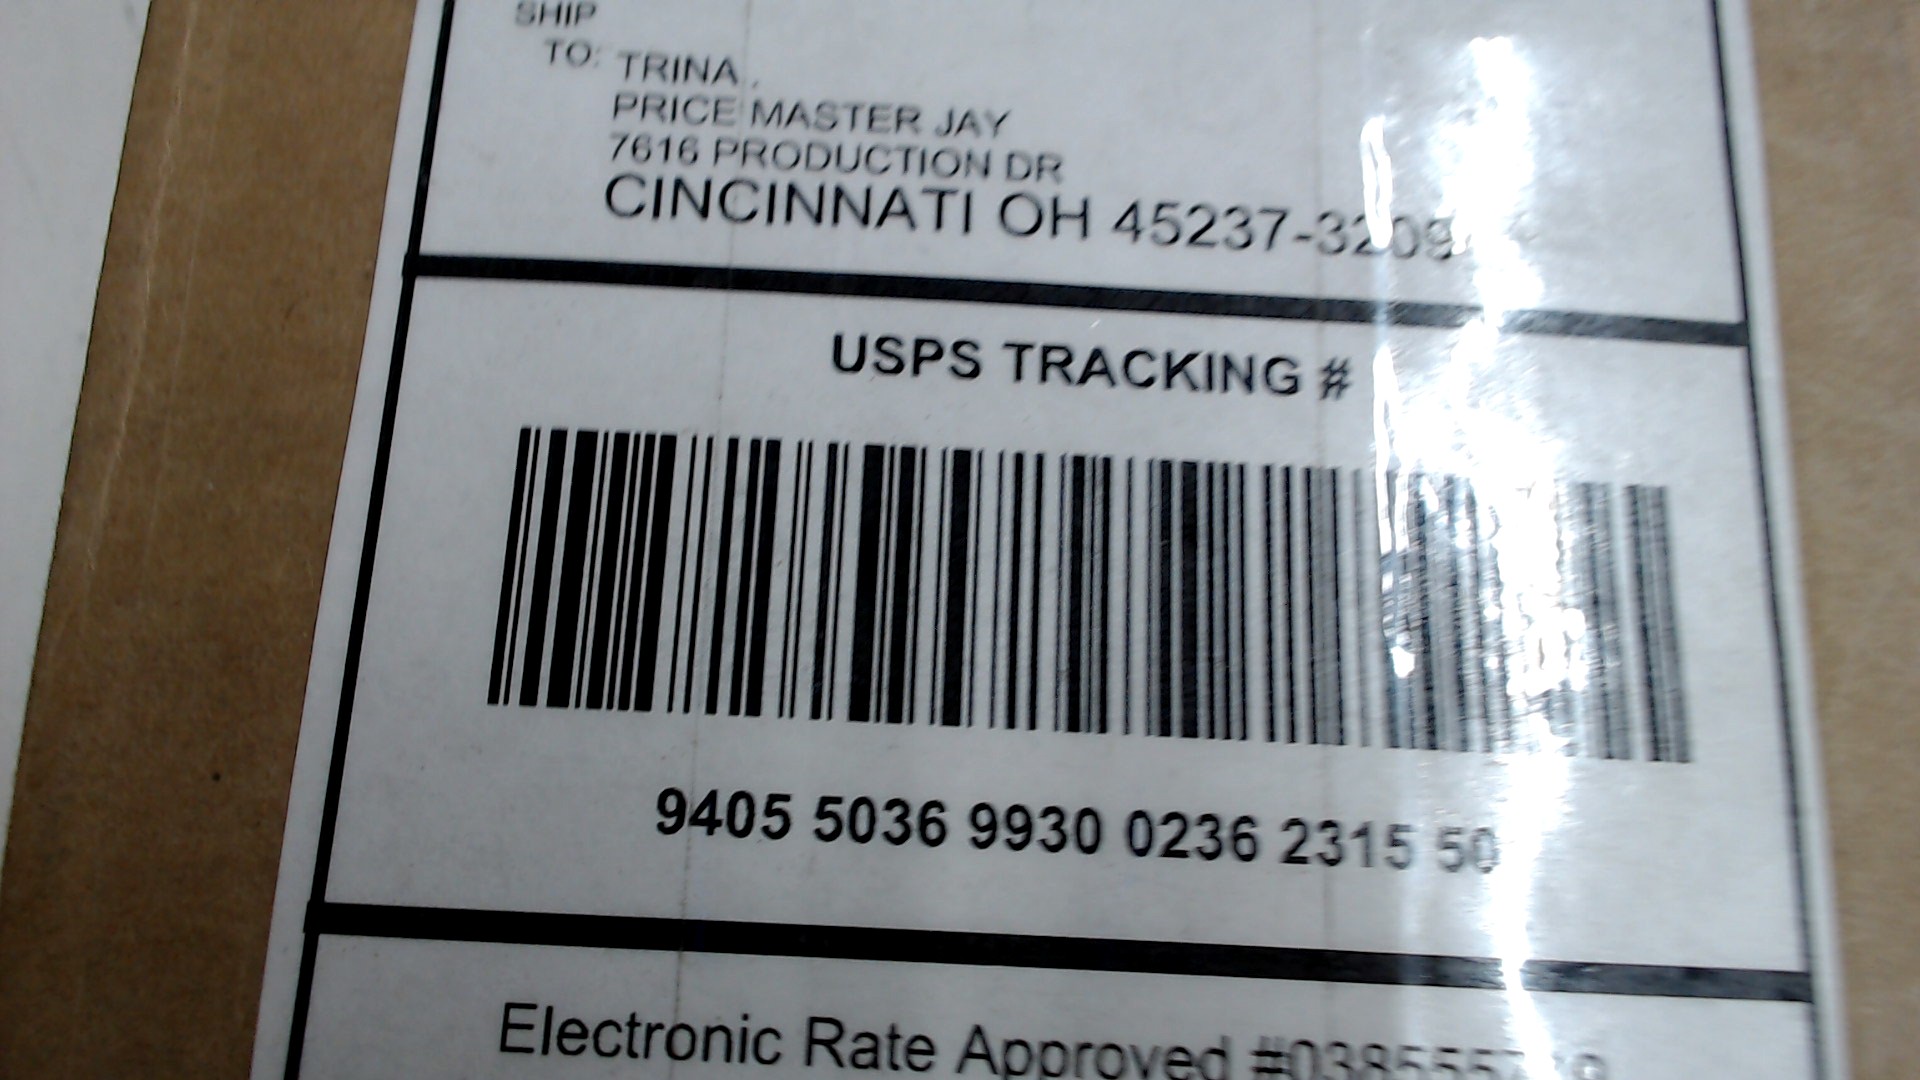 SHIP
TO: TRINA .
PRICE MASTER JAY
7616 PRODUCTION DR
CINCINNATI OH 45237-3209
USPS TRACKING #
9405 5036 9930 0236 2315 50
Electronic Rate Approved